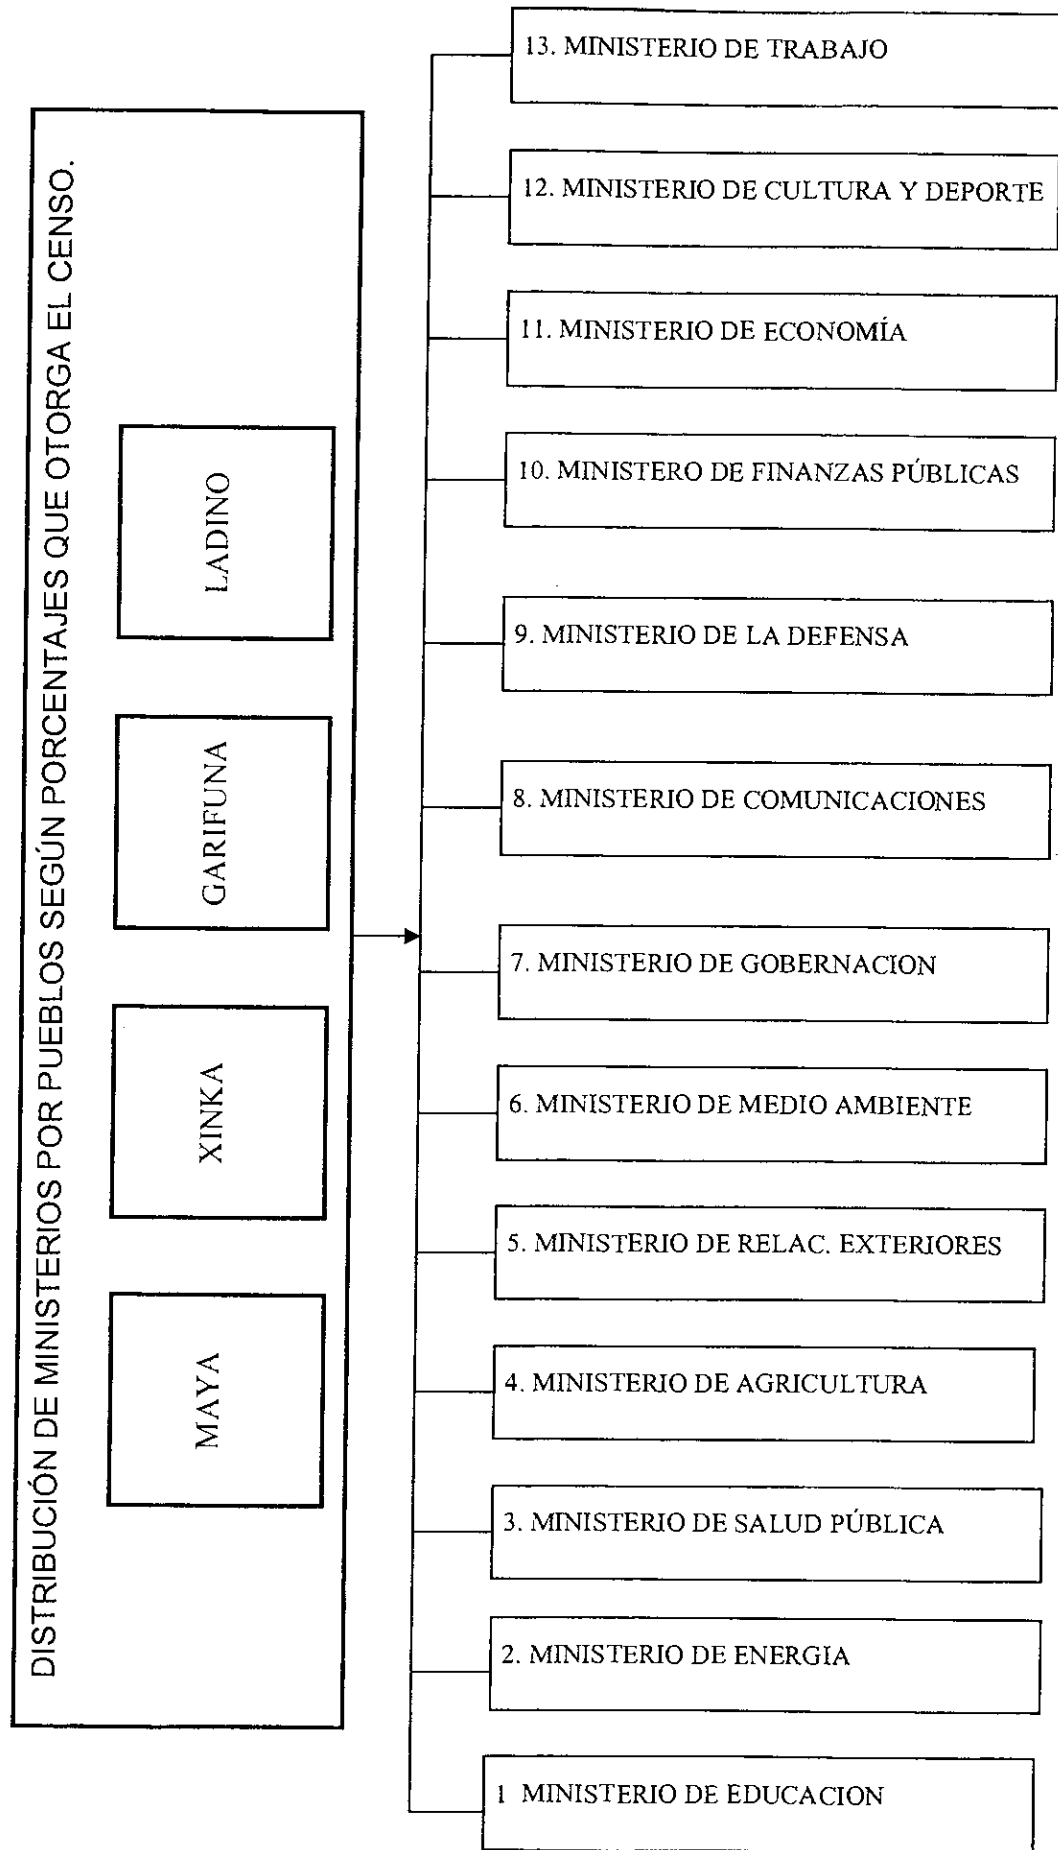 DISTRIBUCIÓN DE MINISTERIOS POR PUEBLOS SEGÚN PORCENTAJES QUE OTORGA EL CENSO.
MAYA
XINKA
GARIFUNA
LADINO
1 MINISTERIO DE EDUCACION
2. MINISTERIO DE ENERGIA
3. MINISTERIO DE SALUD PÚBLICA
4. MINISTERIO DE AGRICULTURA
5. MINISTERIO DE RELAC. EXTERIORES
6. MINISTERIO DE MEDIO AMBIENTE
7. MINISTERIO DE GOBERNACION
8. MINISTERIO DE COMUNICACIONES
9. MINISTERIO DE LA DEFENSA
10. MINISTERO DE FINANZAS PÚBLICAS
11. MINISTERIO DE ECONOMÍA
12. MINISTERIO DE CULTURA Y DEPORTE
13. MINISTERIO DE TRABAJO